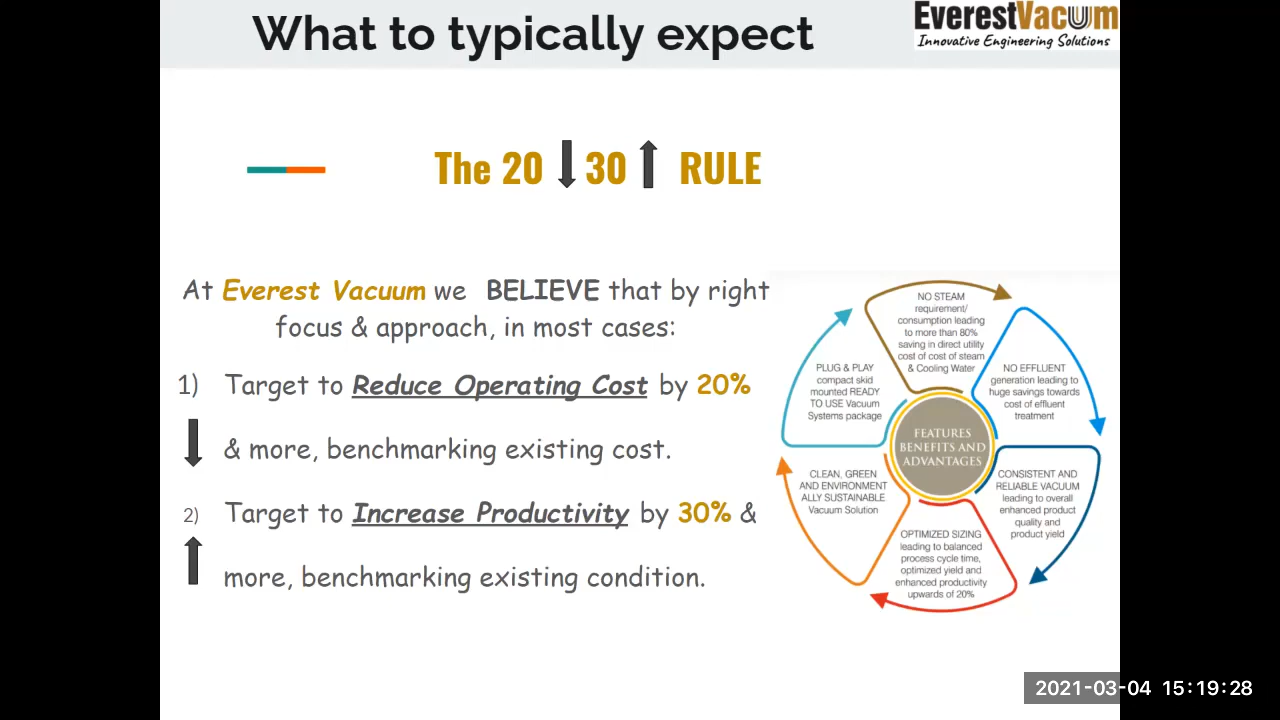 What to typically expect
EverestVacuum
Innovative Engineering Solutions
The 20 30 RULE
At Everest Vacuum we BELIEVE that by right
focus & approach, in most cases:
1) Target to Reduce Operating Cost by 20%
& more, benchmarking existing cost.
2) Target to Increase Productivity by 30% &
more, benchmarking existing condition.
NO STEAM
requirement/
consumption leading
to more than 80%
saving in direct utility
cost of cost of steam
& Cooling Water
NO EFFLUENT
generation leading to
huge savings towards
cost of effluent
treatment
CONSISTENT AND
RELIABLE VACUUM
leading to overall
enhanced product
quality and
product yield
OPTIMIZED SIZING
leading to balanced
process cycle time,
optimized yield and
enhanced productivity
upwards of 20%
CLEAN, GREEN
AND ENVIRONMENT
ALLY SUSTAINABLE
Vacuum Solution
PLUG & PLAY
compact skid
mounted READY
TO USE Vacuum
Systems package
FEATURES
BENEFITS AND
ADVANTAGES
2021-03-04 15:19:28